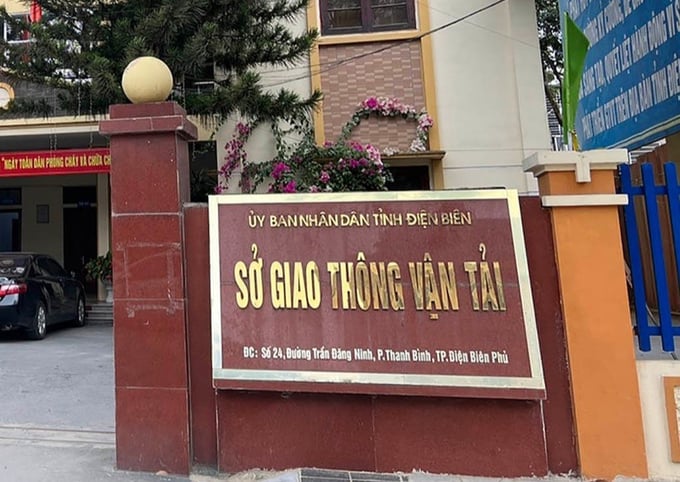 "NGÀY TOÀN DÂN PHÒNG CHÁY VÀ CHỮA CH
ỦY BAN NHÂN DÂN TỈNH ĐIỆN BIÊN
SỞ GIAO THÔNG VẬN TẢI
ĐC: Số 24, Đường Trần Đăng Ninh, P.Thanh Bình, TP.Điện Biên Phủ